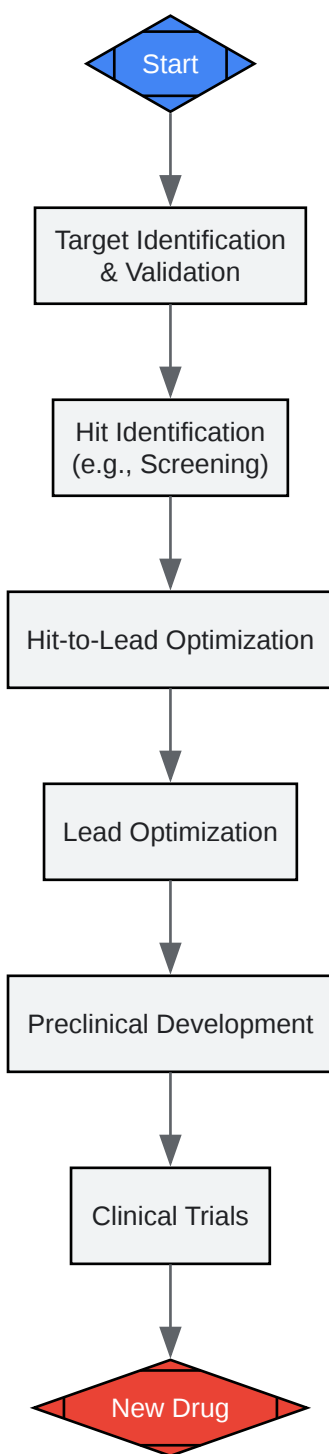 Start
Target Identification
& Validation
Hit Identification
(e.g., Screening)
Hit-to-Lead Optimization
Lead Optimization
Preclinical Development
Clinical Trials
New Drug